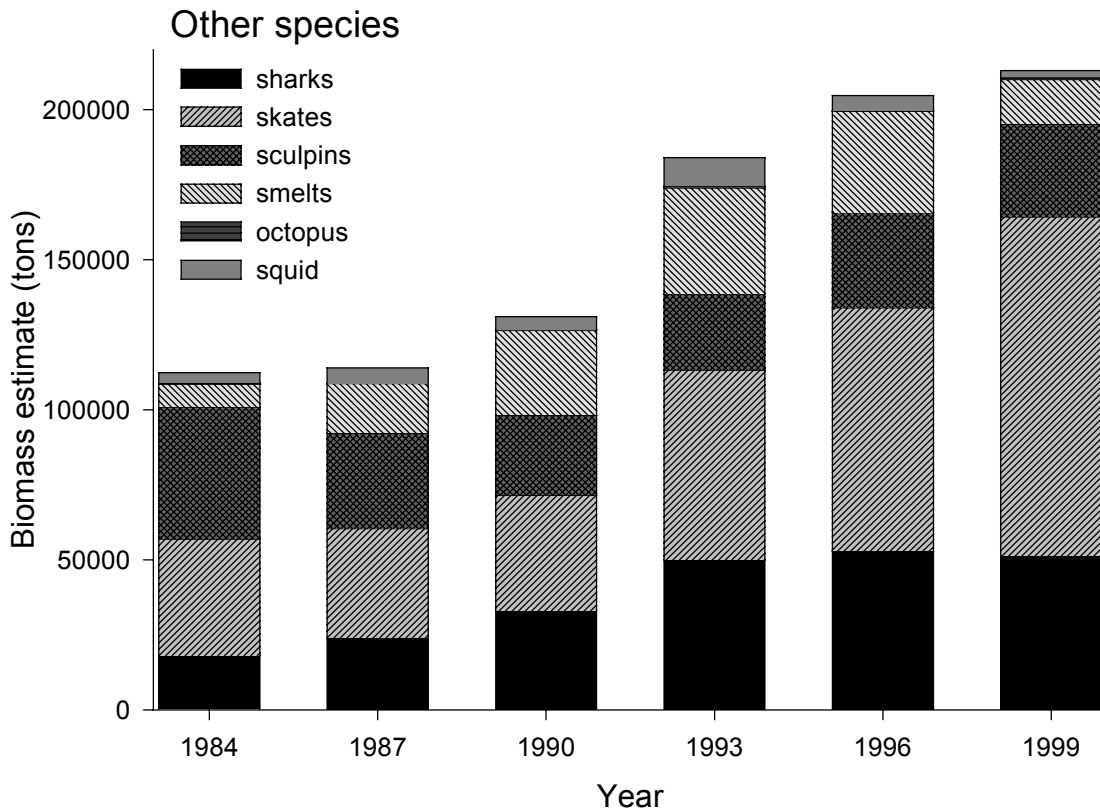 Other species
sharks
skates
sculpins
smelts
octopus
squid
Biomass estimate (tons)
200000
150000
100000
50000
0
1984 1987 1990 1993 1996 1999
Year